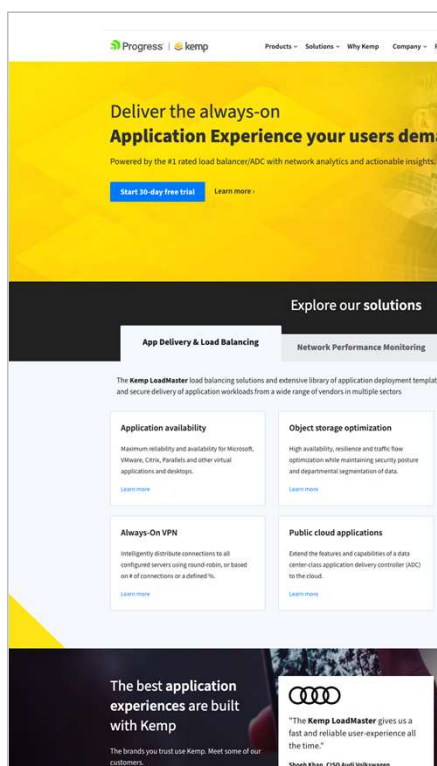 Progress | kemp
Products Solutions Why Kemp Company
Deliver the always-on
Application Experience your users dema
Powered by the #1 rated load balancer/ADC with network analytics and actionable insights.
Start 30-day free trial Learn more ›
Explore our solutions
App Delivery & Load Balancing Network Performance Monitoring
The Kemp LoadMaster load balancing solutions and extensive library of application deployment templat
and secure delivery of application workloads from a wide range of vendors in multiple sectors
Application availability
Maximum reliability and availability for Microsoft,
VMware, Citrix, Parallels and other virtual
applications and desktops.
Learn more
Object storage optimization
High availability, resilience and traffic flow
optimization while maintaining security posture
and departmental segmentation of data.
Learn more
Always-On VPN
Intelligently distribute connections to all
configured servers using round-robin, or based
on # of connections or a defined %.
Learn more
Public cloud applications
Extend the features and capabilities of a data
center-class application delivery controller (ADC)
to the cloud.
Learn more
The best application
experiences are built
with Kemp
The brands you trust use Kemp. Meet some of our
customers.
"The Kemp LoadMaster gives us a
fast and reliable user-experience all
the time."
Khan, CISO Audi Volkswagen